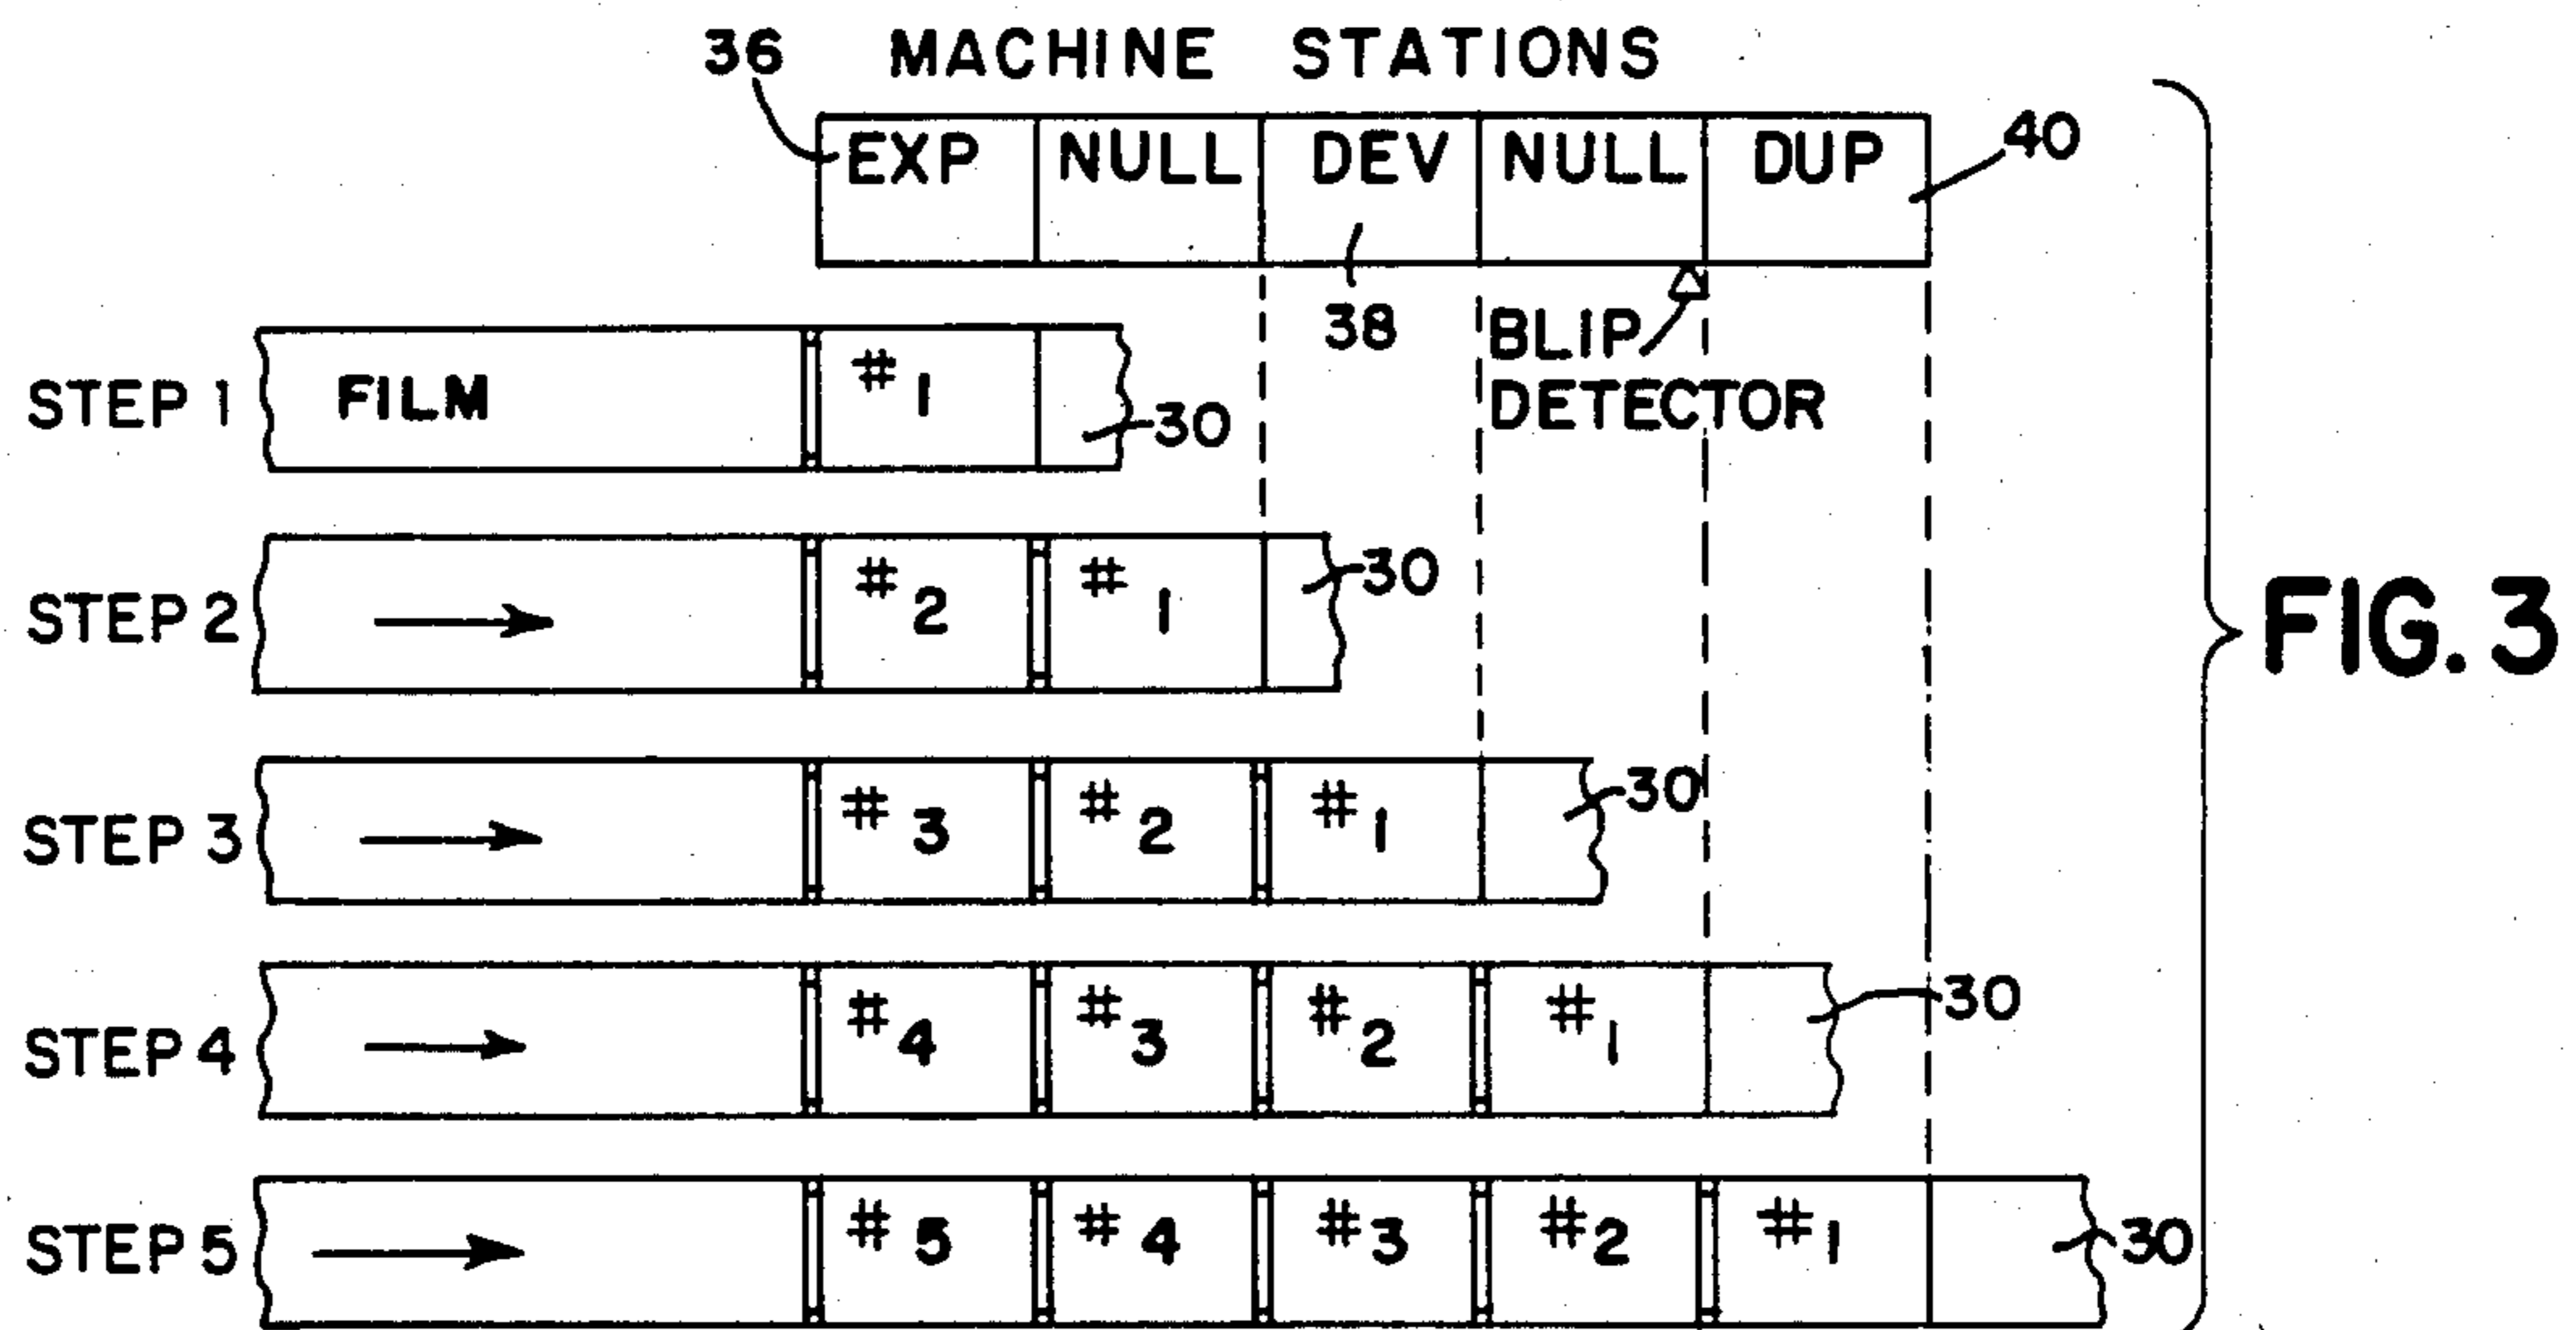 36 MACHINE STATIONS
EXP NULL DEV NULL DUP 40
38 BLIP DETECTOR
STEP 1 FILM #1 30
STEP 2 #2 #1 30
FIG. 3
STEP 3 #3 #2 #1 30
STEP 4 #4 #3 #2 #1 30
STEP 5 #5 #4 #3 #2 #1 30